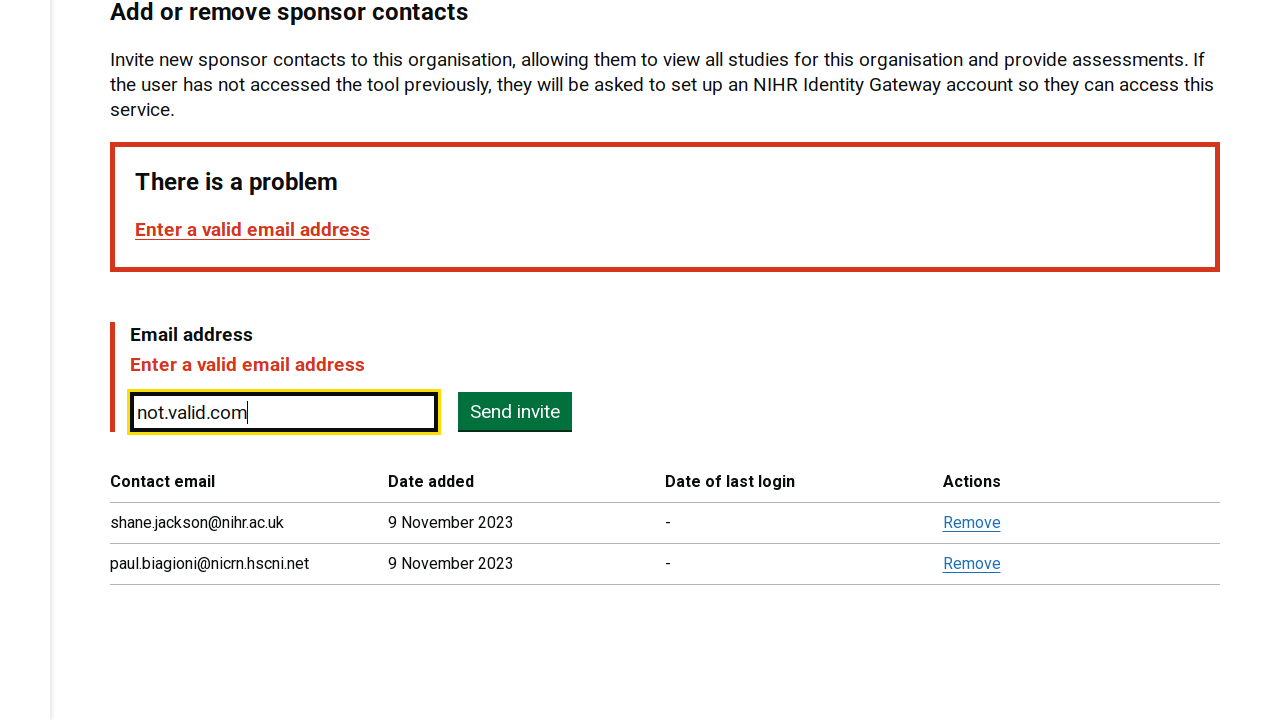 Add or remove sponsor contacts
Invite new sponsor contacts to this organisation, allowing them to view all studies for this organisation and provide assessments. If
the user has not accessed the tool previously, they will be asked to set up an NIHR Identity Gateway account so they can access this
service.
There is a problem
Enter a valid email address
Email address
Enter a valid email address
not.valid.com
Send invite
Contact email Date added Date of last login Actions
shane.jackson@nihr.ac.uk 9 November 2023 - Remove
paul.biagioni@nicrn.hscni.net 9 November 2023 - Remove